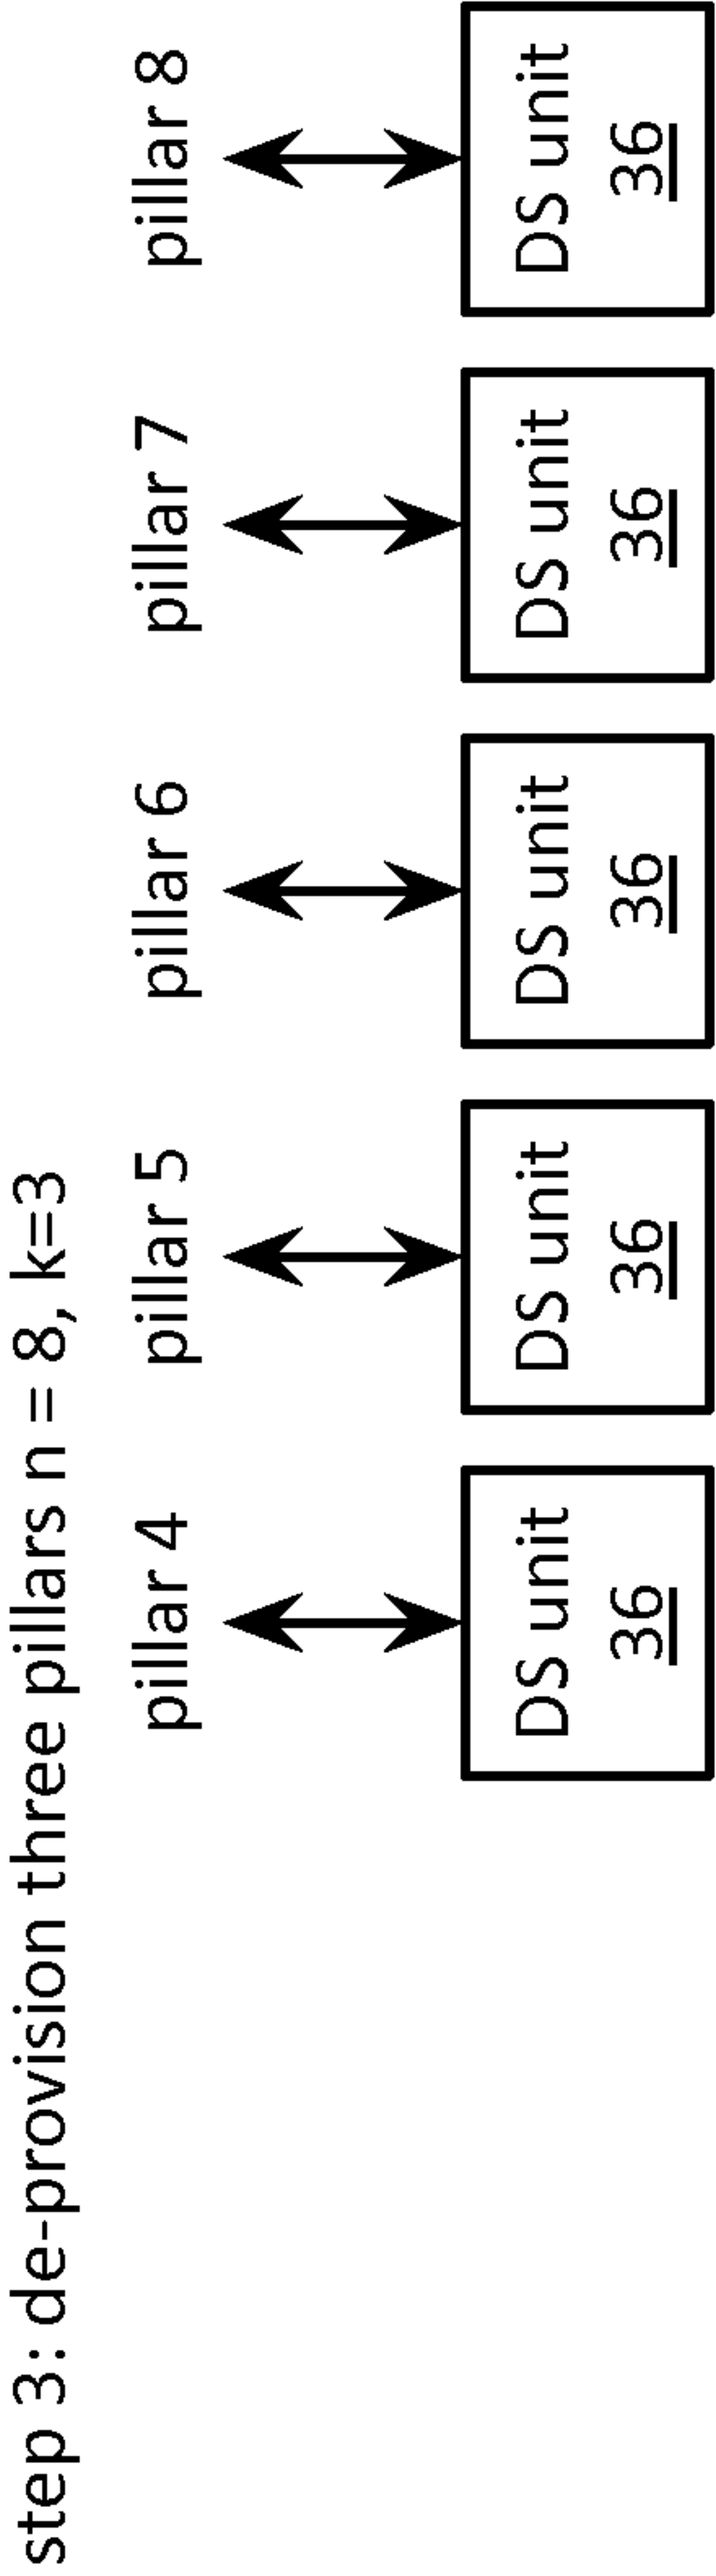 step 3: de-provision three pillars n = 8, k=3
pillar 4 pillar 5 pillar 6 pillar 7 pillar 8
DS unit DS unit DS unit DS unit DS unit
36 36 36 36 36